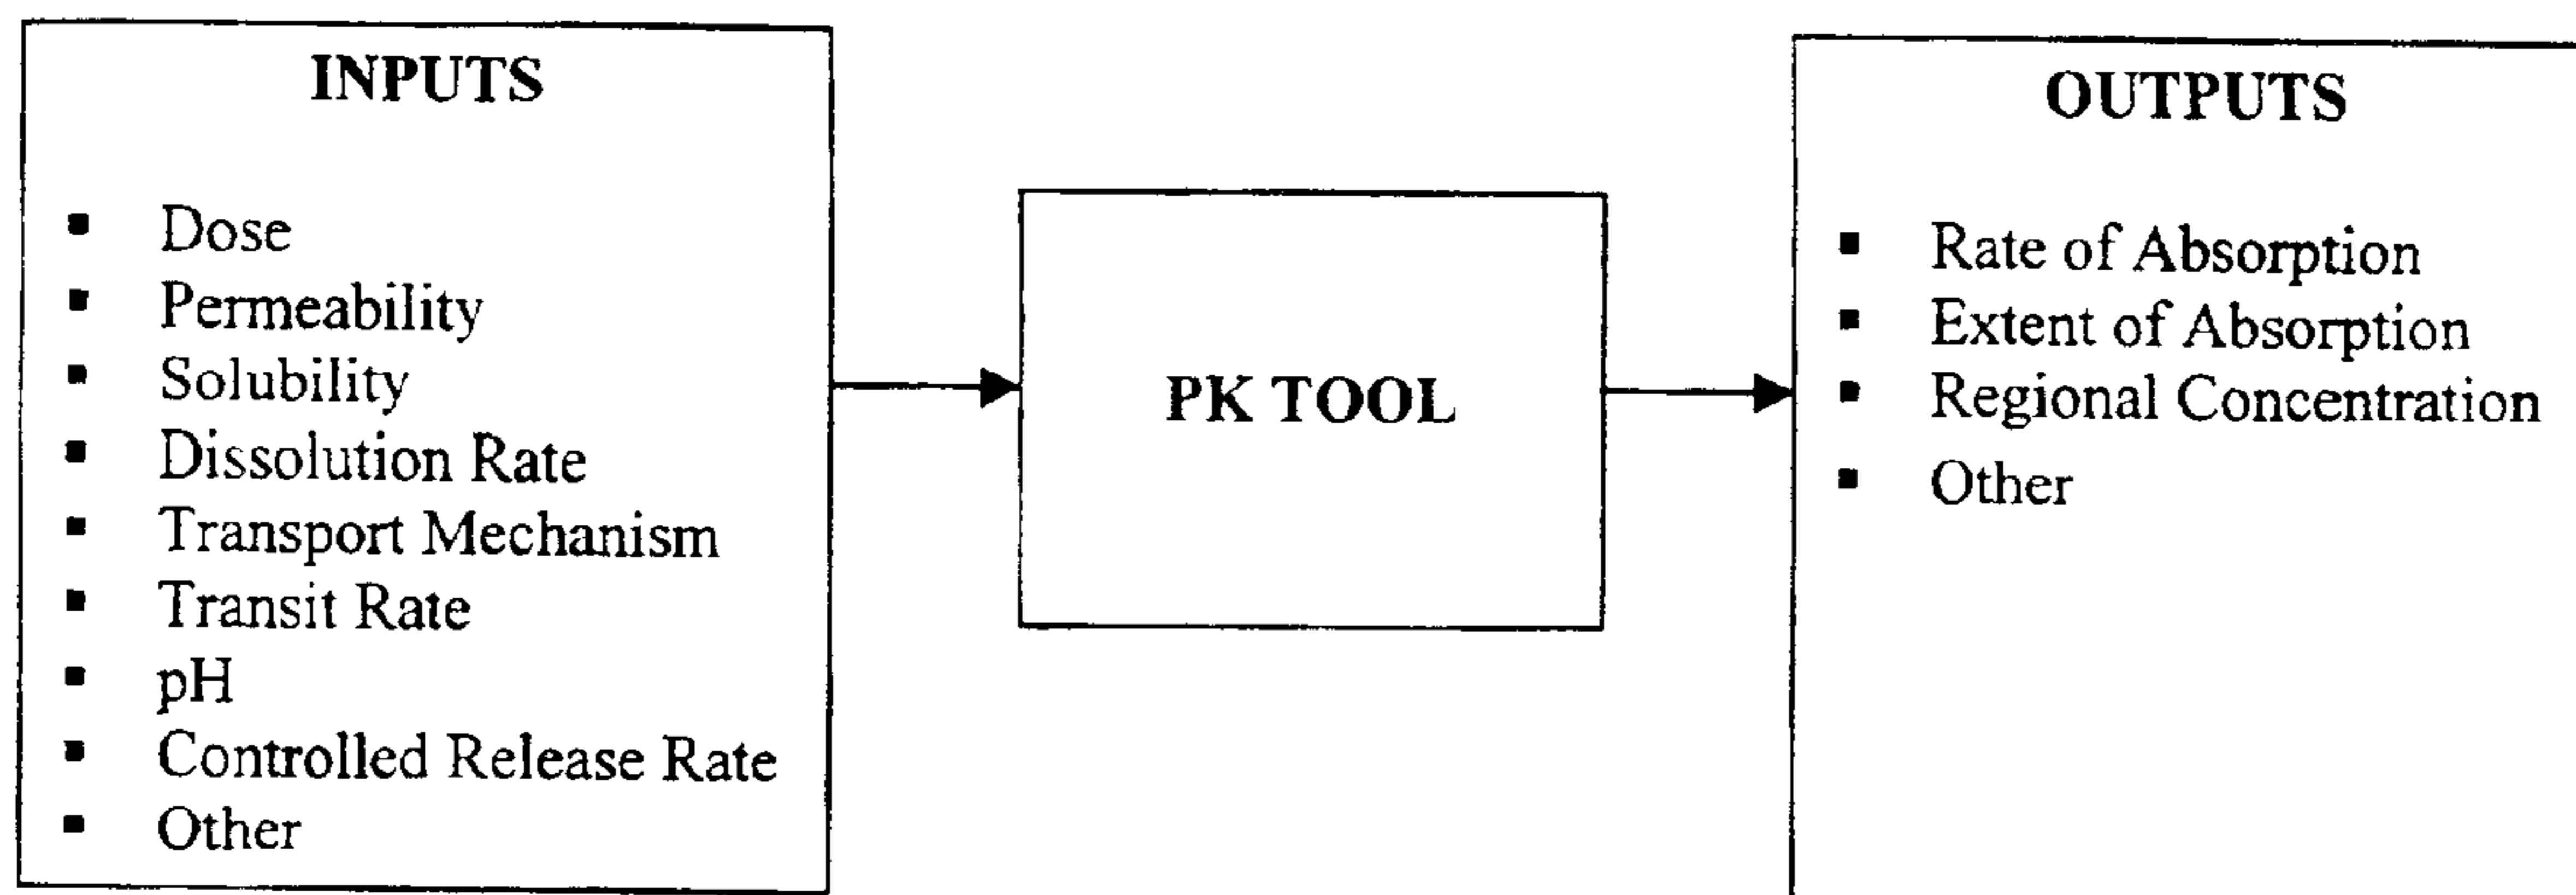 INPUTS
▪ Dose
▪ Permeability
▪ Solubility
▪ Dissolution Rate
▪ Transport Mechanism
▪ Transit Rate
▪ pH
▪ Controlled Release Rate
▪ Other
PK TOOL
OUTPUTS
▪ Rate of Absorption
▪ Extent of Absorption
▪ Regional Concentration
▪ Other